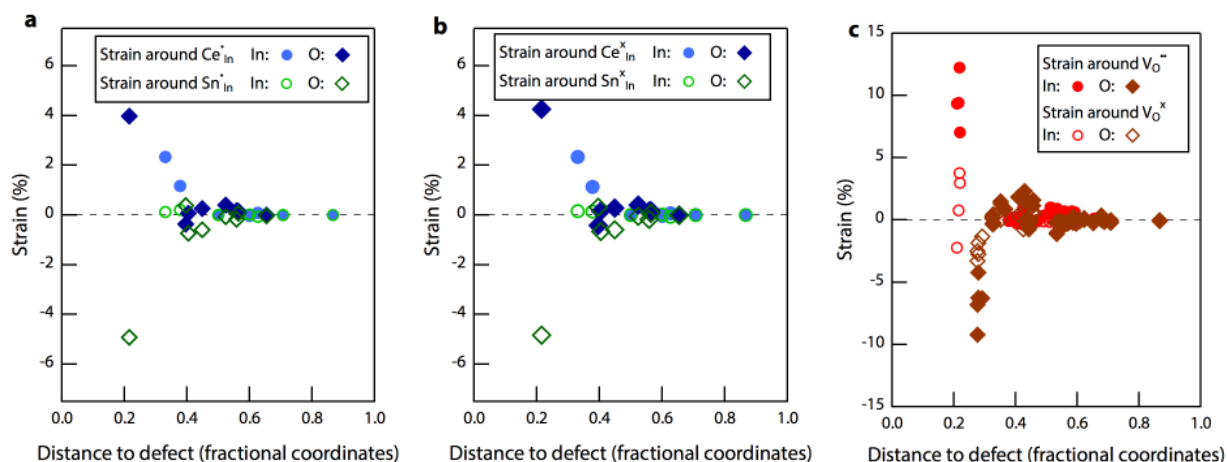 a
Strain around Ce•In In: O:
Strain around Sn•In In: O:
6
4
2
0
-2
-4
-6
Strain (%)
0.0 0.2 0.4 0.6 0.8 1.0
Distance to defect (fractional coordinates)
b
Strain around CexIn In: O:
Strain around SnxIn In: O:
6
4
2
0
-2
-4
-6
Strain (%)
0.0 0.2 0.4 0.6 0.8 1.0
Distance to defect (fractional coordinates)
c
Strain around VO••
In: O:
Strain around VOx
In: O:
15
10
5
0
-5
-10
-15
Strain (%)
0.0 0.2 0.4 0.6 0.8 1.0
Distance to defect (fractional coordinates)